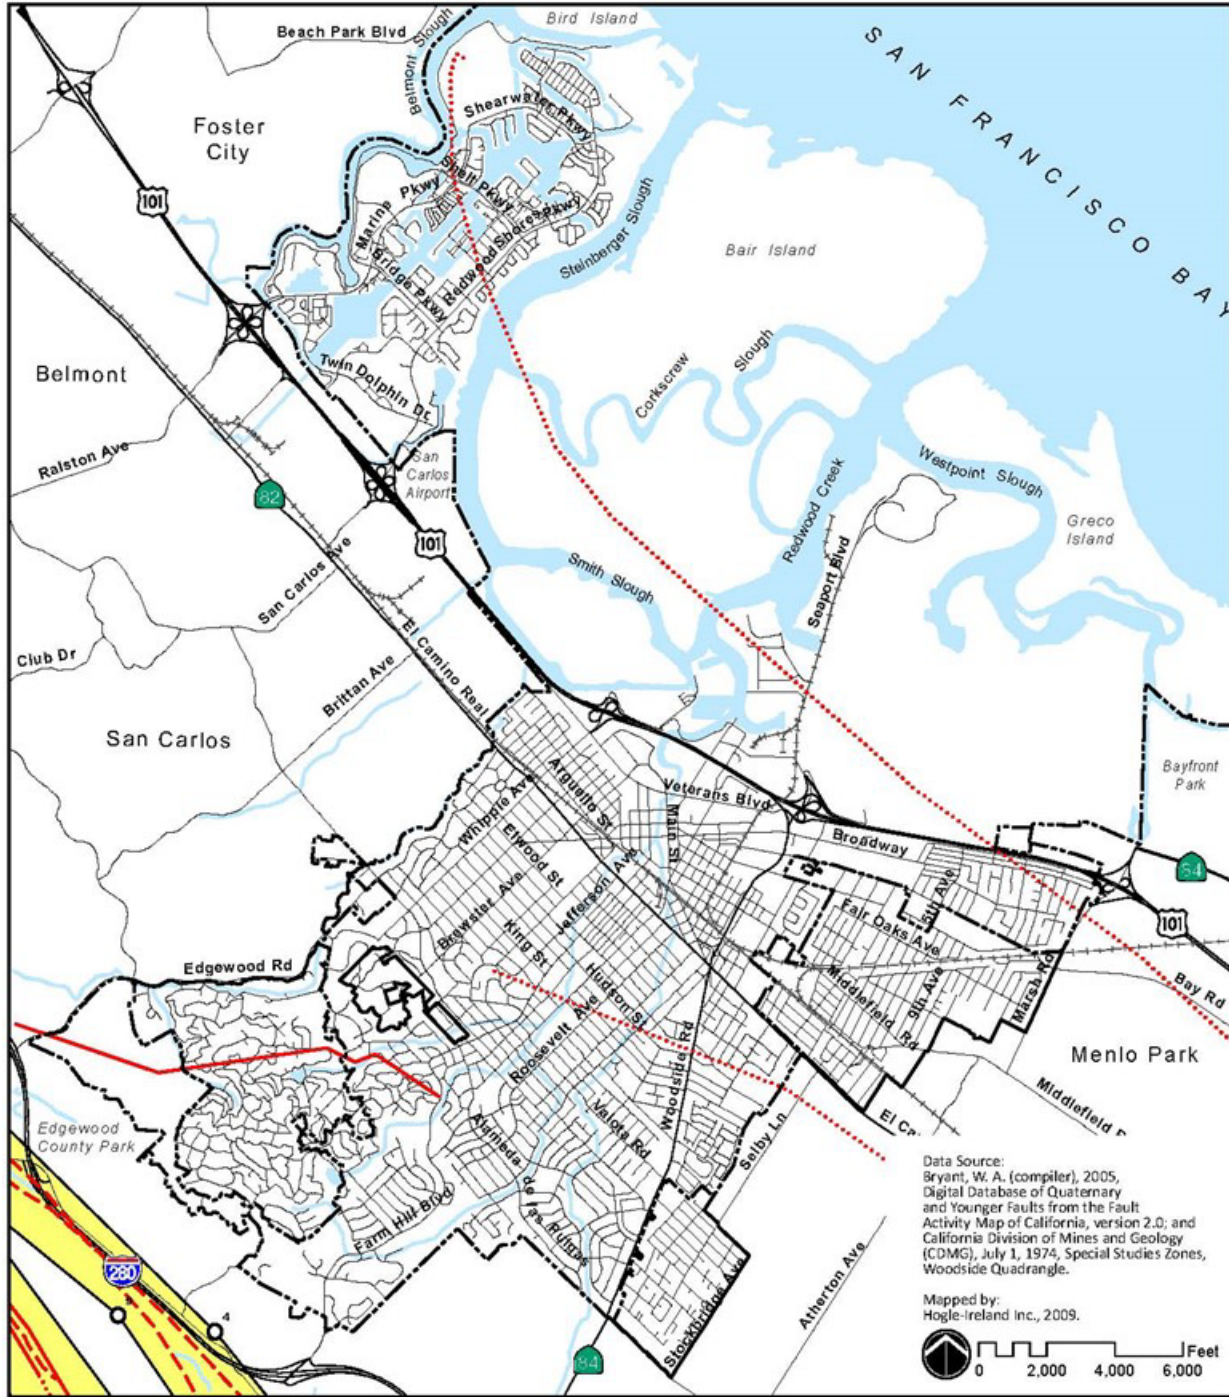 Bird Island
Beach Park Blvd
Belmont Slough
SAN FRANCISCO BAY
Shearwater Pkwy
Foster
City
101
Shell Pkwy
Marine Pkwy
Redwood Shores Pkwy
Bridge Pkwy
Steinberger Slough
Bair Island
Belmont
Twin Dolphin Dr
Corkscrew Slough
Ralston Ave
San
Carlos
Airport
82
101
Westpoint Slough
Redwood Creek
Greco
Island
Seaport Blvd
San Carlos Ave
Smith Slough
El Camino Real
Club Dr
Brittan Ave
San Carlos
Bayfront
Park
Arguello St
Veterans Blvd
Whipple Ave
Main St
Broadway
Elwood St
Jefferson Ave
84
5th Ave
Fair Oaks Ave
101
Brewster Ave
King St
Edgewood Rd
Hudson St
Middlefield Rd
9th Ave
Marsh Rd
Bay Rd
Roosevelt Ave
Woodside Rd
Menlo Park
Middlefield
El Ca
Valota Rd
Selby Ln
Edgewood
County Park
Alameda de las Pulgas
Farm Hill Blvd
280
4
Stockbridge Ave
Atherton Ave
84
Data Source:
Bryant, W. A. (compiler), 2005,
Digital Database of Quaternary
and Younger Faults from the Fault
Activity Map of California, version 2.0; and
California Division of Mines and Geology
(CDMG), July 1, 1974, Special Studies Zones,
Woodside Quadrangle.
Mapped by:
Hogle-Ireland Inc., 2009.
Feet
0 2,000 4,000 6,000